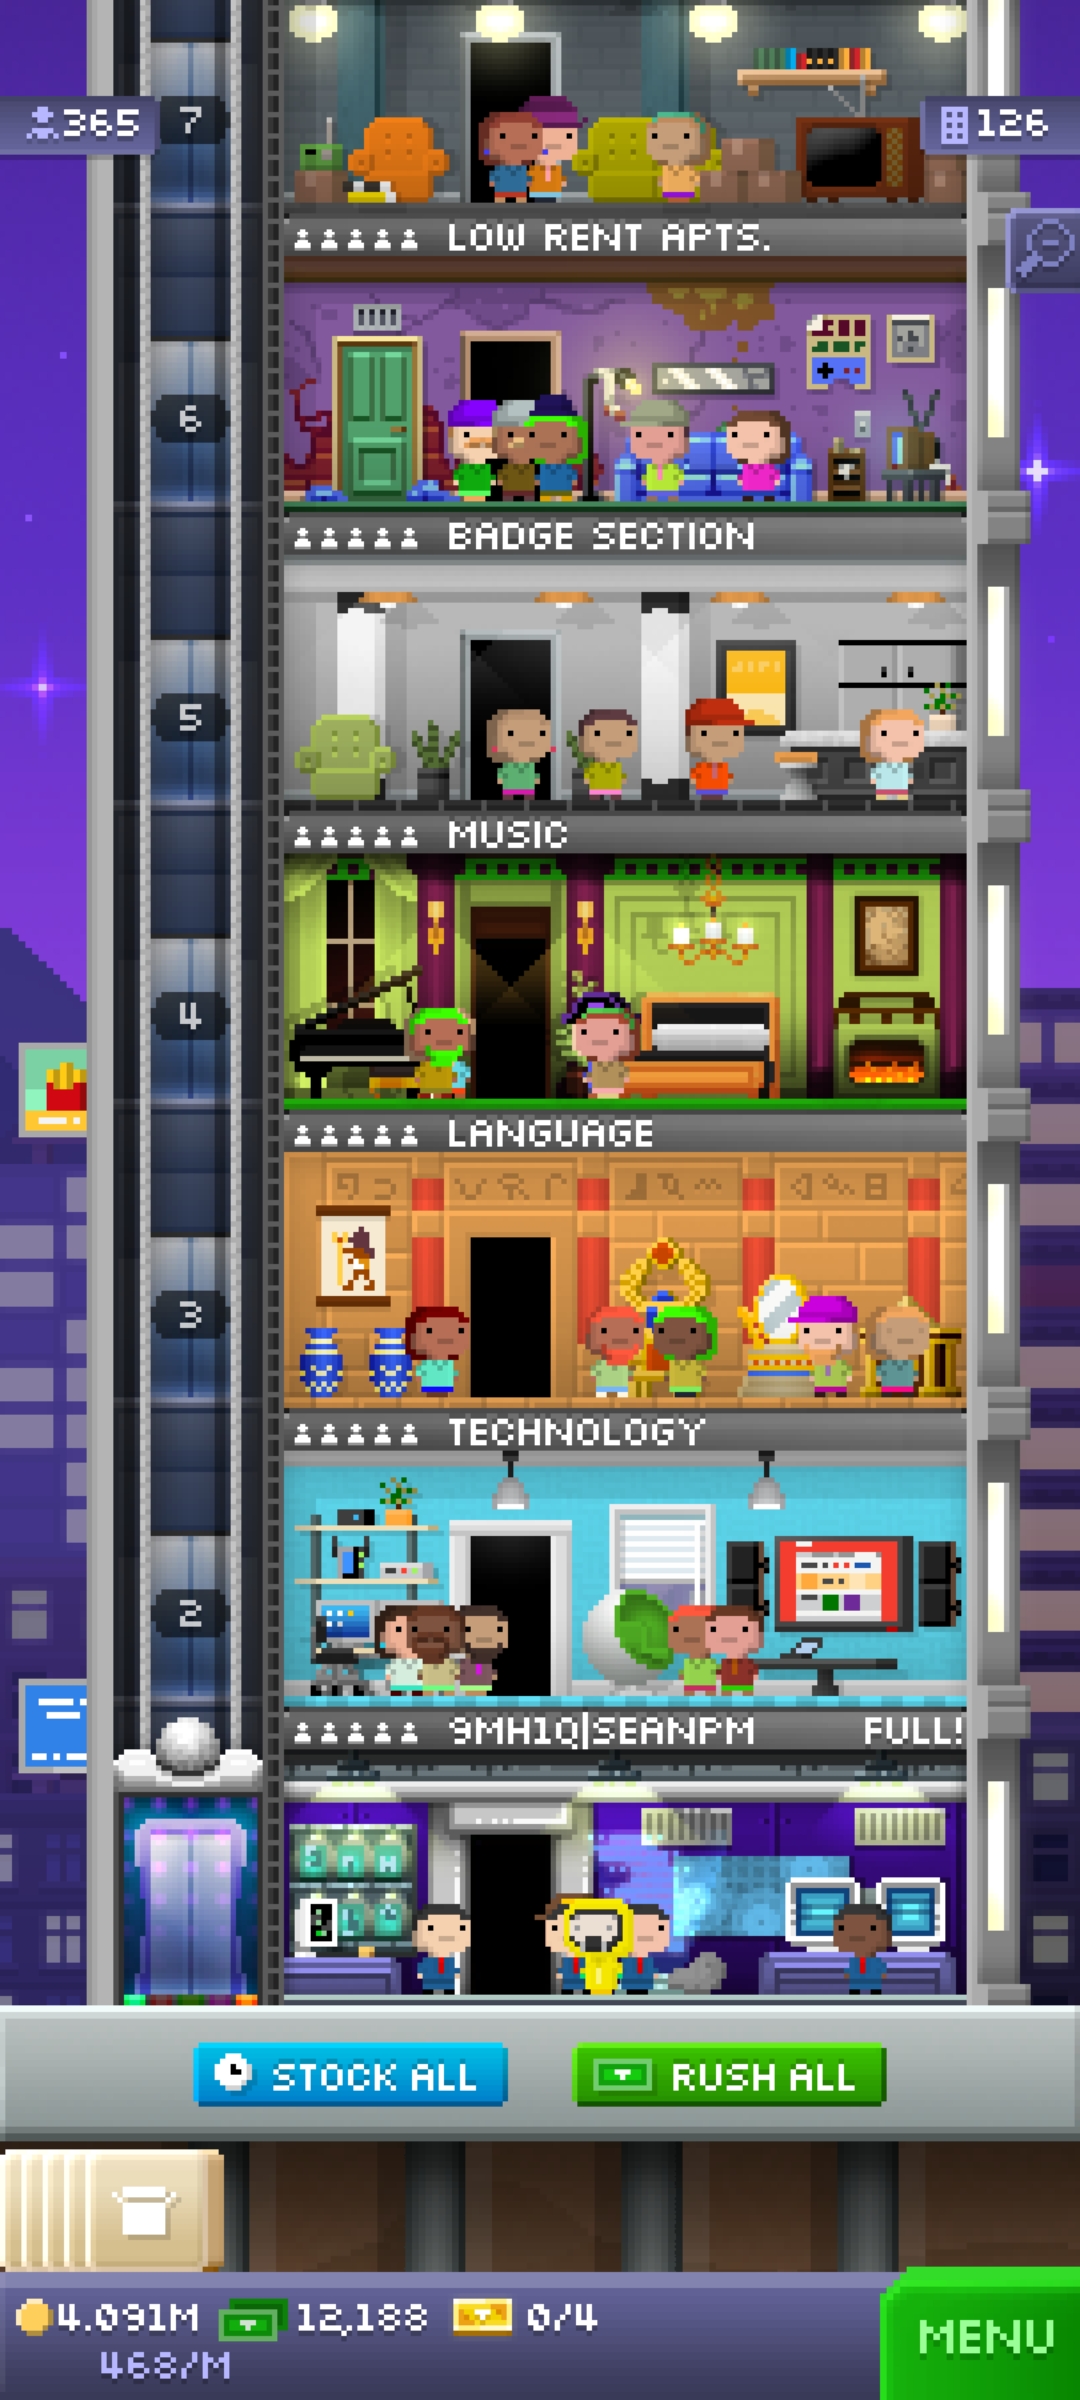 365
7
126
LOW RENT APTS.
6
BADGE SECTION
5
MUSIC
4
LANGUAGE
3
TECHNOLOGY
2
9MH1Q|SEANPM FULL!
STOCK ALL
RUSH ALL
4.091M 12,188 0/4
468/M
MENU